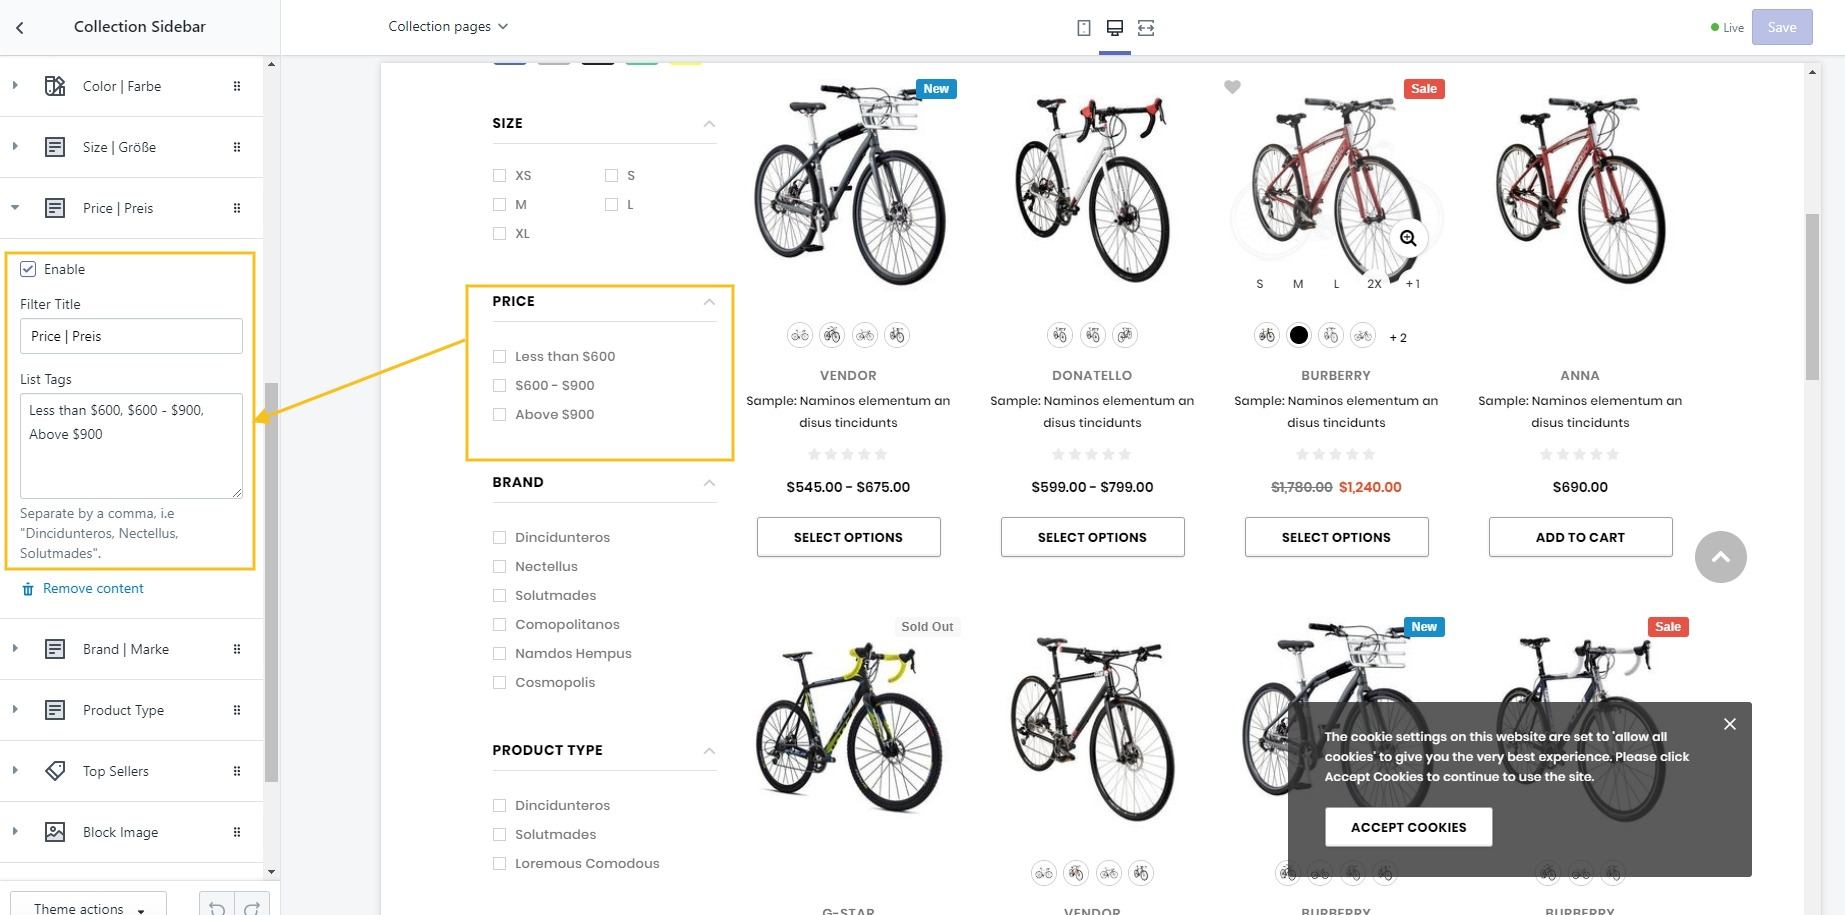 Collection Sidebar
Collection pages
Live
Save
Color | Farbe
Size | Größe
Price | Preis
Enable
Filter Title
Price | Preis
List Tags
Less than $600, $600 - $900,
Above $900
Separate by a comma, i.e
"Dincidunteros, Nectellus,
Solutmades".
Remove content
Brand | Marke
Product Type
Top Sellers
Block Image
Theme actions
SIZE
XS
S
M
L
XL
PRICE
Less than $600
$600 - $900
Above $900
BRAND
Dincidunteros
Nectellus
Solutmades
Comopolitanos
Namdos Hempus
Cosmopolis
PRODUCT TYPE
Dincidunteros
Solutmades
Loremous Comodous
New
VENDOR
Sample: Naminos elementum an
disus tincidunts
$545.00 - $675.00
SELECT OPTIONS
DONATELLO
Sample: Naminos elementum an
disus tincidunts
$599.00 - $799.00
SELECT OPTIONS
Sale
S M L 2X +1
+ 2
BURBERRY
Sample: Naminos elementum an
disus tincidunts
$1,780.00 $1,240.00
SELECT OPTIONS
ANNA
Sample: Naminos elementum an
disus tincidunts
$690.00
ADD TO CART
Sold Out
New
Sale
The cookie settings on this website are set to 'allow all
cookies' to give you the very best experience. Please click
Accept Cookies to continue to use the site.
ACCEPT COOKIES
G-STAR
VENDOR
BURBERRY
BURBERRY